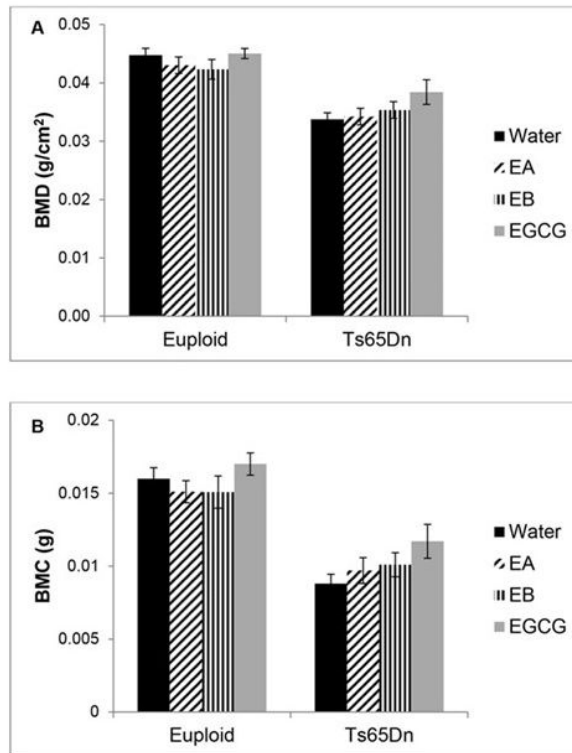 A
BMD (g/cm²)
0.05
0.04
0.03
0.02
0.01
0.00
Euploid
Ts65Dn
Water
EA
EB
EGCG
B
BMC (g)
0.02
0.015
0.01
0.005
0
Euploid
Ts65Dn
Water
EA
EB
EGCG